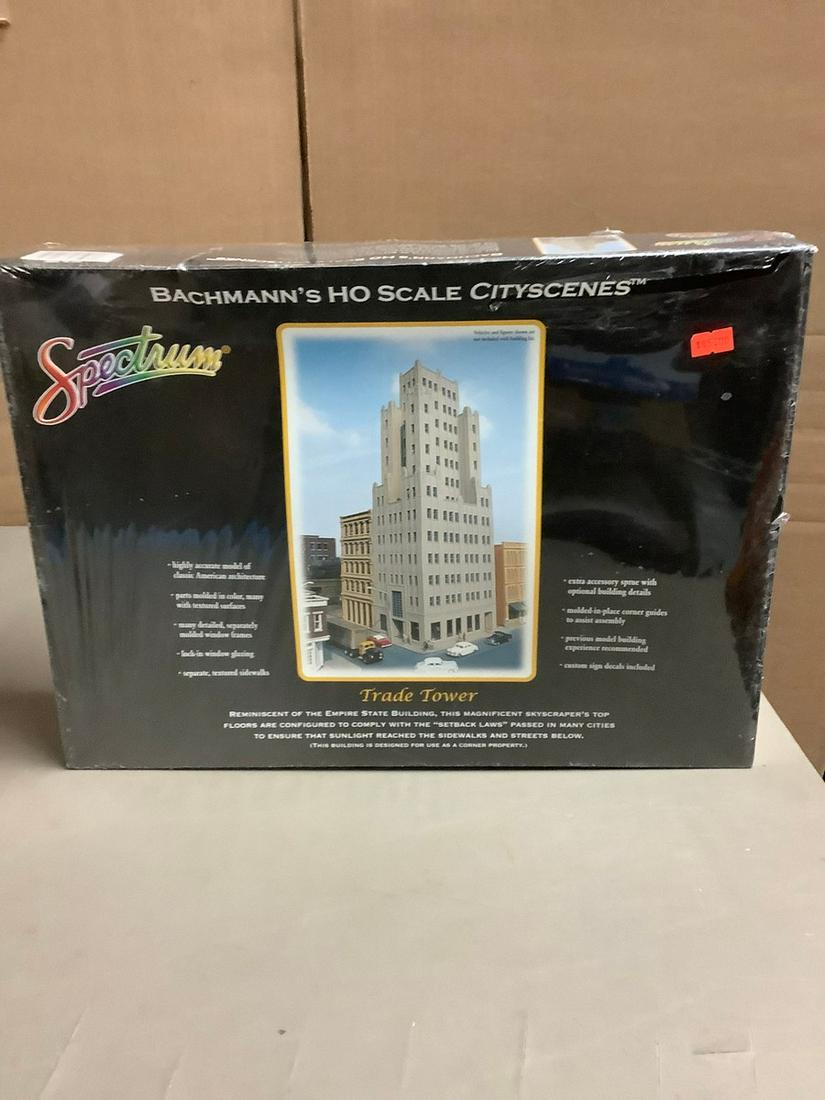 BACHMANN'S HO SCALE CITYSCENES™
Spectrum®
Vehicles and figures shown are
not included with building kit.
- highly accurate model of
classic American architecture
- parts molded in color, many
with textured surfaces
- many detailed, separately
molded window frames
- lock-in window glazing
- separate, textured sidewalks
- extra accessory sprue with
optional building details
- molded-in-place corner guides
to assist assembly
- previous model building
experience recommended
- custom sign decals included
Trade Tower
REMINISCENT OF THE EMPIRE STATE BUILDING, THIS MAGNIFICENT SKYSCRAPER'S TOP
FLOORS ARE CONFIGURED TO COMPLY WITH THE "SETBACK LAWS" PASSED IN MANY CITIES
TO ENSURE THAT SUNLIGHT REACHED THE SIDEWALKS AND STREETS BELOW.
(THIS BUILDING IS DESIGNED FOR USE AS A CORNER PROPERTY.)